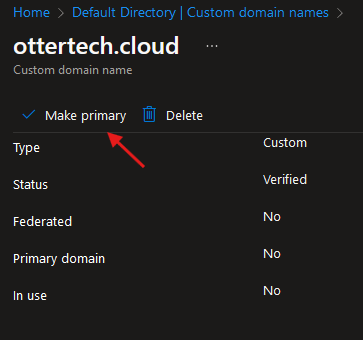 Home > Default Directory | Custom domain names >
ottertech.cloud ...
Custom domain name
Make primary Delete
Type Custom
Status Verified
Federated No
Primary domain No
In use No